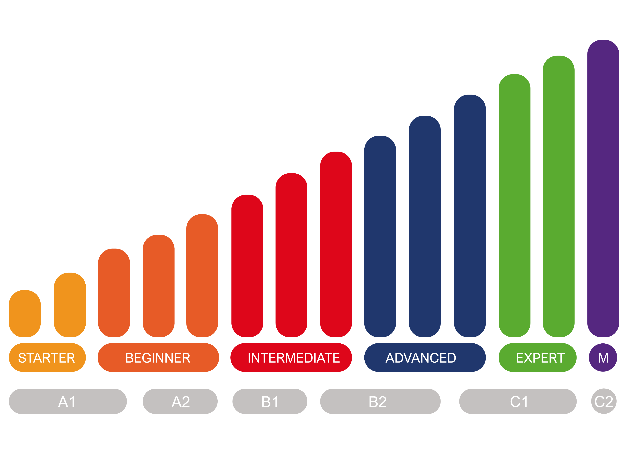 STARTER BEGINNER INTERMEDIATE ADVANCED EXPERT M
A1 A2 B1 B2 C1 C2